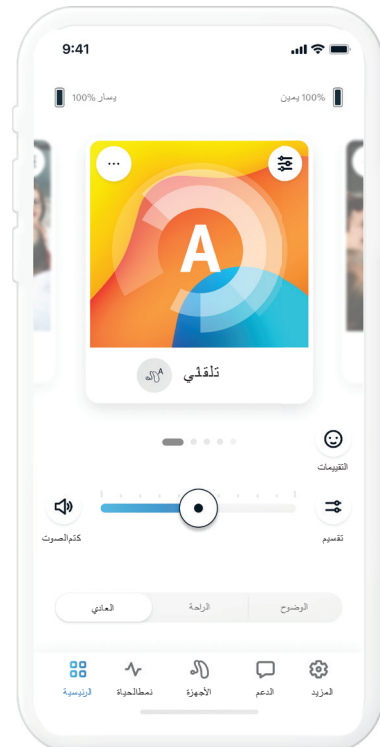 9:41
100% يمين
يسار 100%
A
تلقئي
A
التقييمات
كتم‌الصوت
تقسيم
الوضوح
الراحة
العادي
المزيد
الدعم
الأجهزة
نمط‌الحياة
الرئيسية